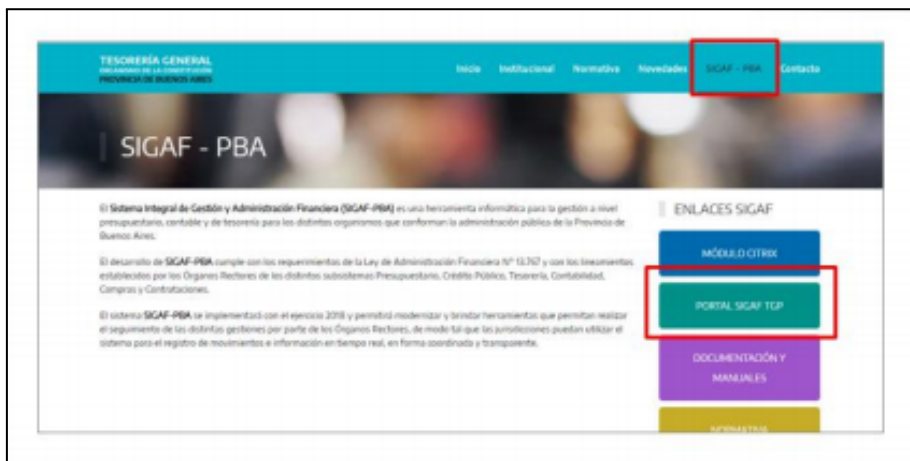 TESORERÍA GENERAL
ORGANISMO DE LA CONSTITUCIÓN
PROVINCIA DE BUENOS AIRES
Inicio Institucional Normativa Novedades SIGAF - PBA Contacto
SIGAF - PBA
El Sistema Integral de Gestión y Administración Financiera (SIGAF-PBA) es una herramienta informática para la gestión a nivel
presupuestario, contable y de tesorería para los distintos organismos que conforman la administración pública de la Provincia de
Buenos Aires.
El desarrollo de SIGAF-PBA cumple con los requerimientos de la Ley de Administración Financiera N° 13.767 y con los lineamientos
establecidos por los Órganos Rectores de los distintos subsistemas Presupuestario, Crédito Público, Tesorería, Contabilidad,
Compras y Contrataciones.
El sistema SIGAF-PBA se implementará con el ejercicio 2018 y permitirá modernizar y brindar herramientas que permitan realizar
el seguimiento de las distintas gestiones por parte de los Órganos Rectores, de modo tal que las jurisdicciones puedan utilizar el
sistema para el registro de movimientos e información en tiempo real, en forma coordinada y transparente.
ENLACES SIGAF
MÓDULO CITRIX
PORTAL SIGAF TGP
DOCUMENTACIÓN Y
MANUALES
NORMATIVA